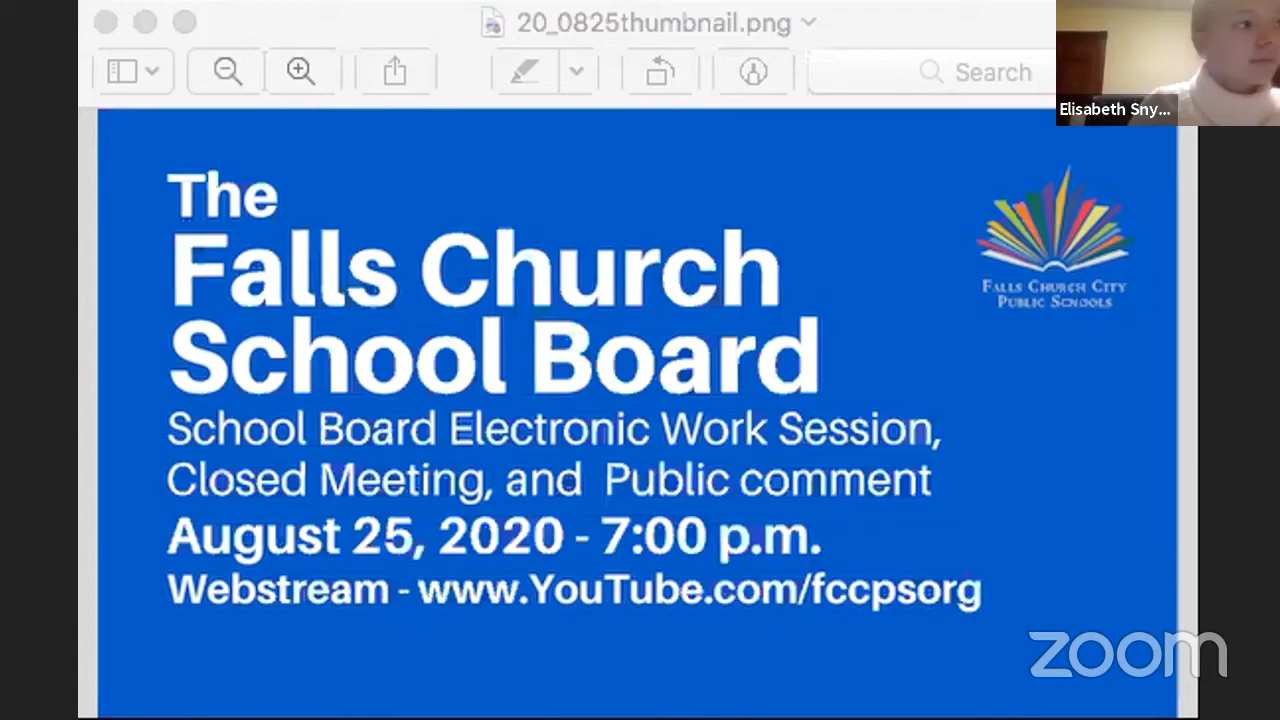 20_0825thumbnail.png
Search
Elisabeth Sny...
The
Falls Church
School Board
School Board Electronic Work Session,
Closed Meeting, and Public comment
August 25, 2020 - 7:00 p.m.
Webstream - www.YouTube.com/fccpsorg
Falls Church City
Public Schools
zoom